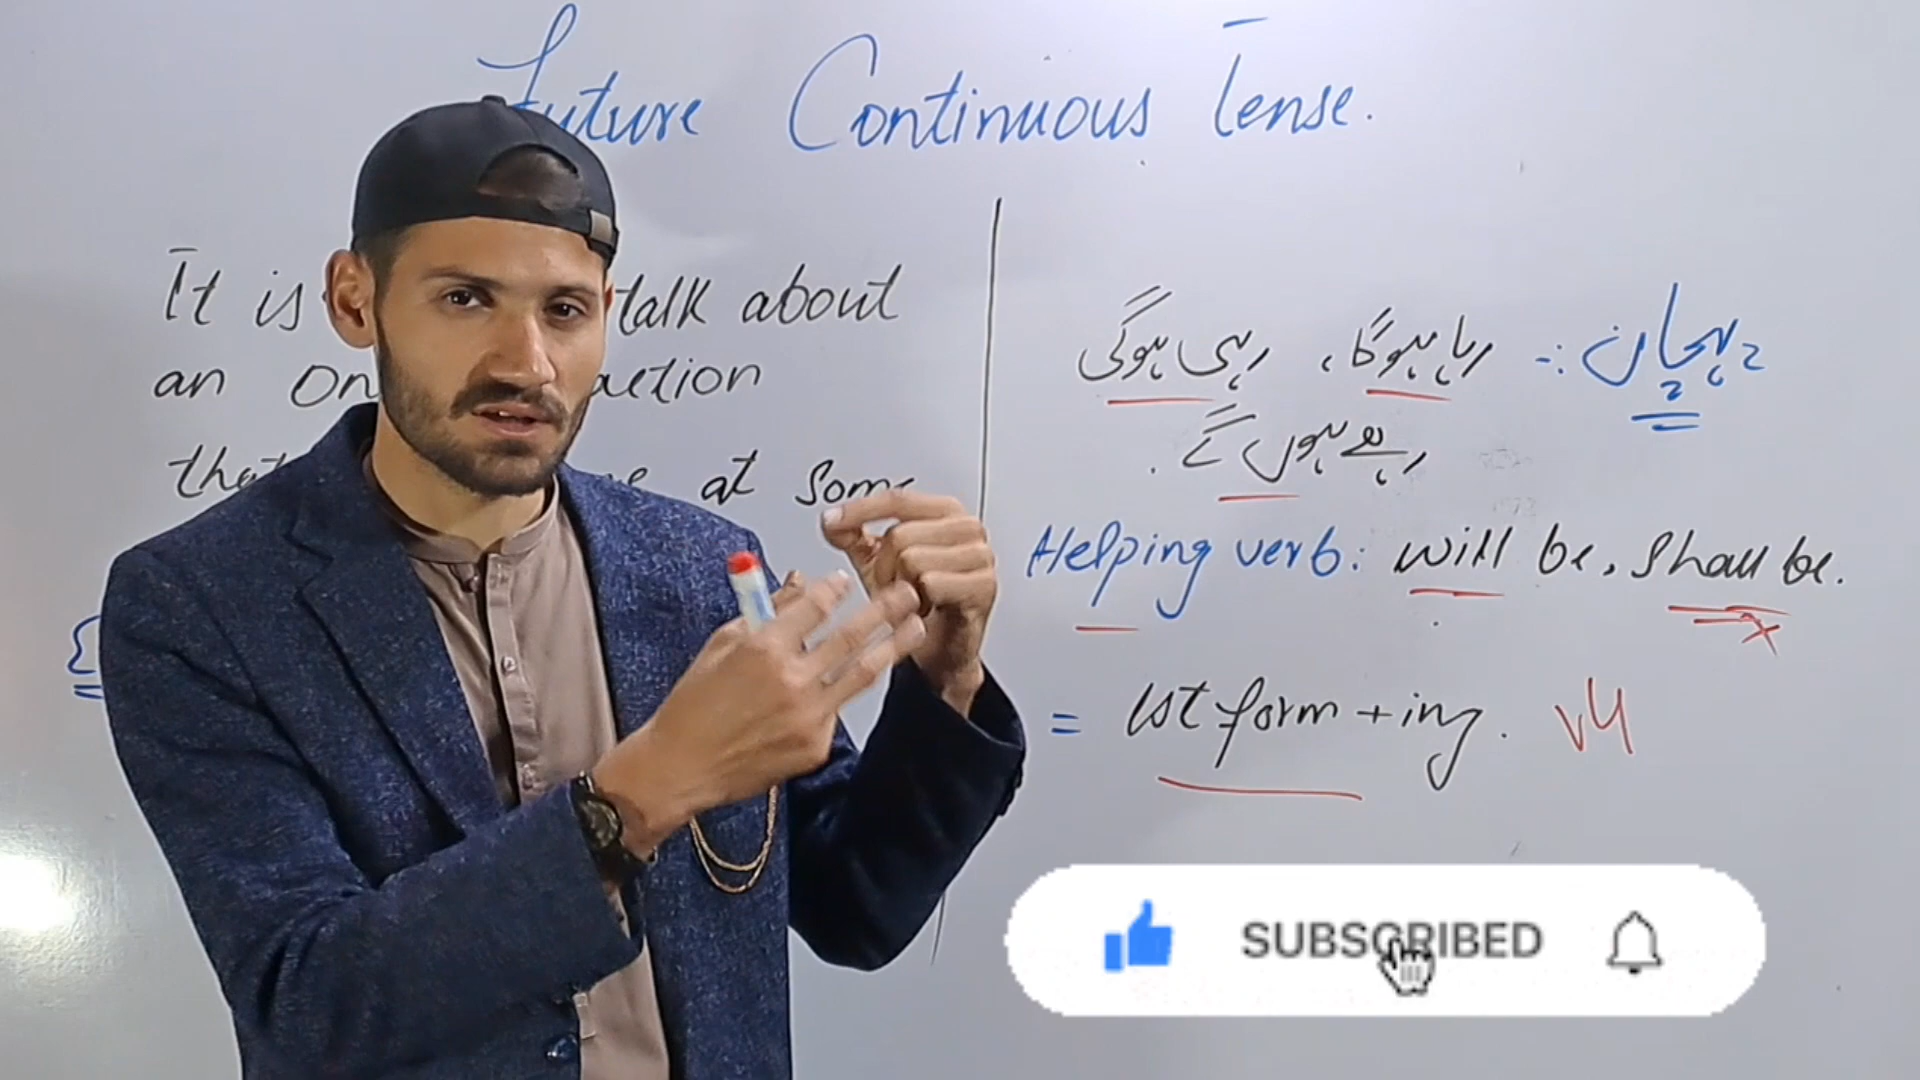 Future Continuous Tense.
It is talk about
an action
that at some
پہچان :- رہا ہوگا، رہی ہوگی
رہے ہوں گے .
Helping verb: will be, Shall be.
x
= 1st form + ing. v4
SUBSCRIBED